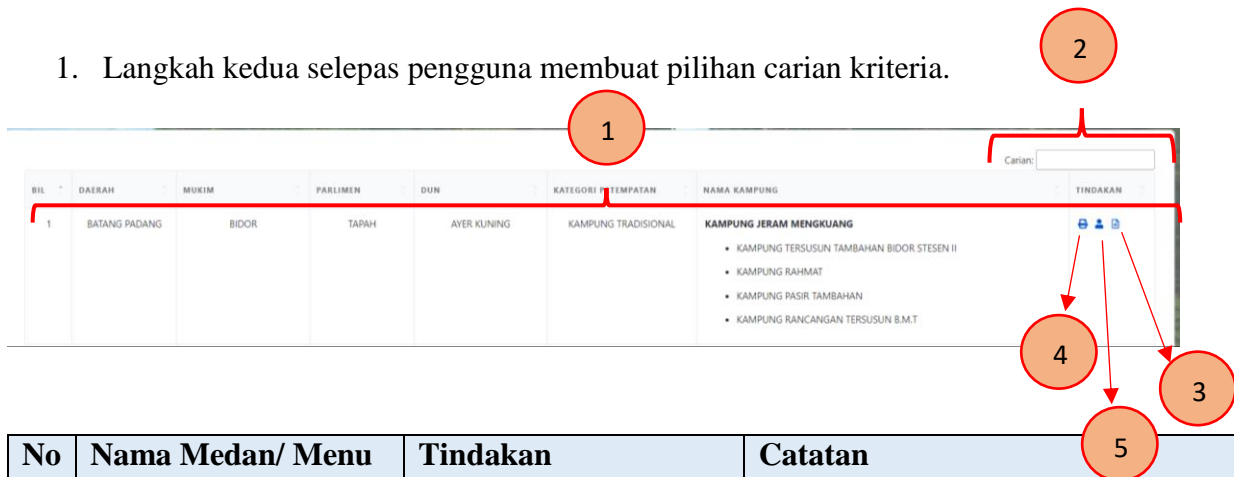 2
1. Langkah kedua selepas pengguna membuat pilihan carian kriteria.
1
Carian:
BIL DAERAH MUKIM PARLIMEN DUN KATEGORI PETEMPATAN NAMA KAMPUNG TINDAKAN
1 BATANG PADANG BIDOR TAPAH AYER KUNING KAMPUNG TRADISIONAL KAMPUNG JERAM MENGKUANG
• KAMPUNG TERSUSUN TAMBAHAN BIDOR STESEN II
• KAMPUNG RAHMAT
• KAMPUNG PASIR TAMBAHAN
• KAMPUNG RANCANGAN TERSUSUN B.M.T
4
3
5
No Nama Medan/ Menu Tindakan Catatan